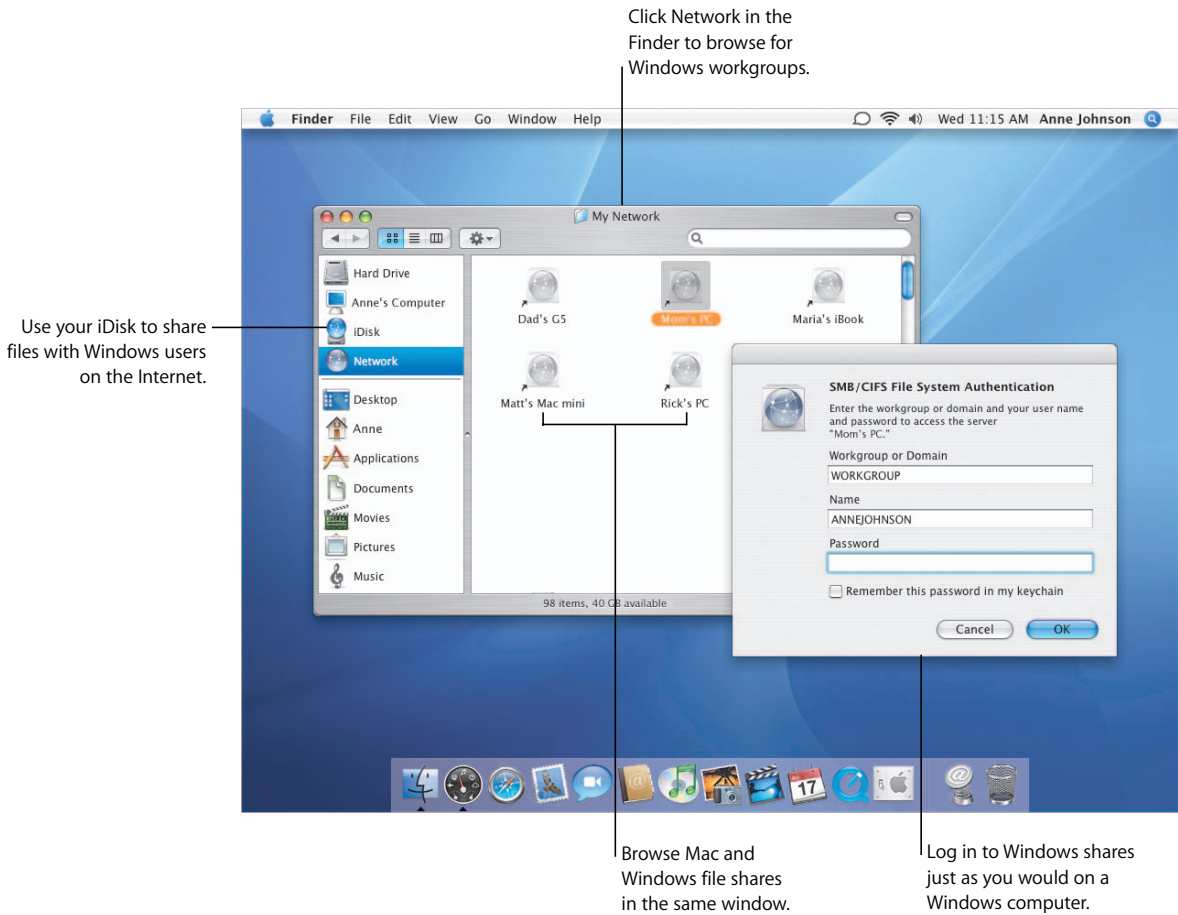 Click Network in the
Finder to browse for
Windows workgroups.
Finder File Edit View Go Window Help
Wed 11:15 AM Anne Johnson
My Network
Hard Drive
Anne's Computer
iDisk
Network
Desktop
Anne
Applications
Documents
Movies
Pictures
Music
Dad's G5
Mom's PC
Maria's iBook
Matt's Mac mini
Rick's PC
98 items, 40 GB available
Use your iDisk to share
files with Windows users
on the Internet.
SMB/CIFS File System Authentication
Enter the workgroup or domain and your user name
and password to access the server
"Mom's PC."
Workgroup or Domain
WORKGROUP
Name
ANNEJOHNSON
Password
Remember this password in my keychain
Cancel
OK
17
Browse Mac and
Windows file shares
in the same window.
Log in to Windows shares
just as you would on a
Windows computer.